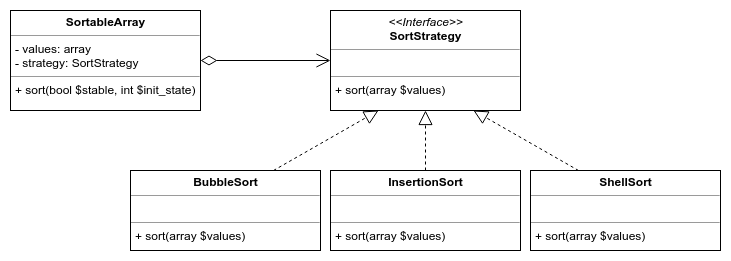 SortableArray
- values: array
- strategy: SortStrategy
+ sort(bool $stable, int $init_state)
<<Interface>>
SortStrategy
+ sort(array $values)
BubbleSort
+ sort(array $values)
InsertionSort
+ sort(array $values)
ShellSort
+ sort(array $values)